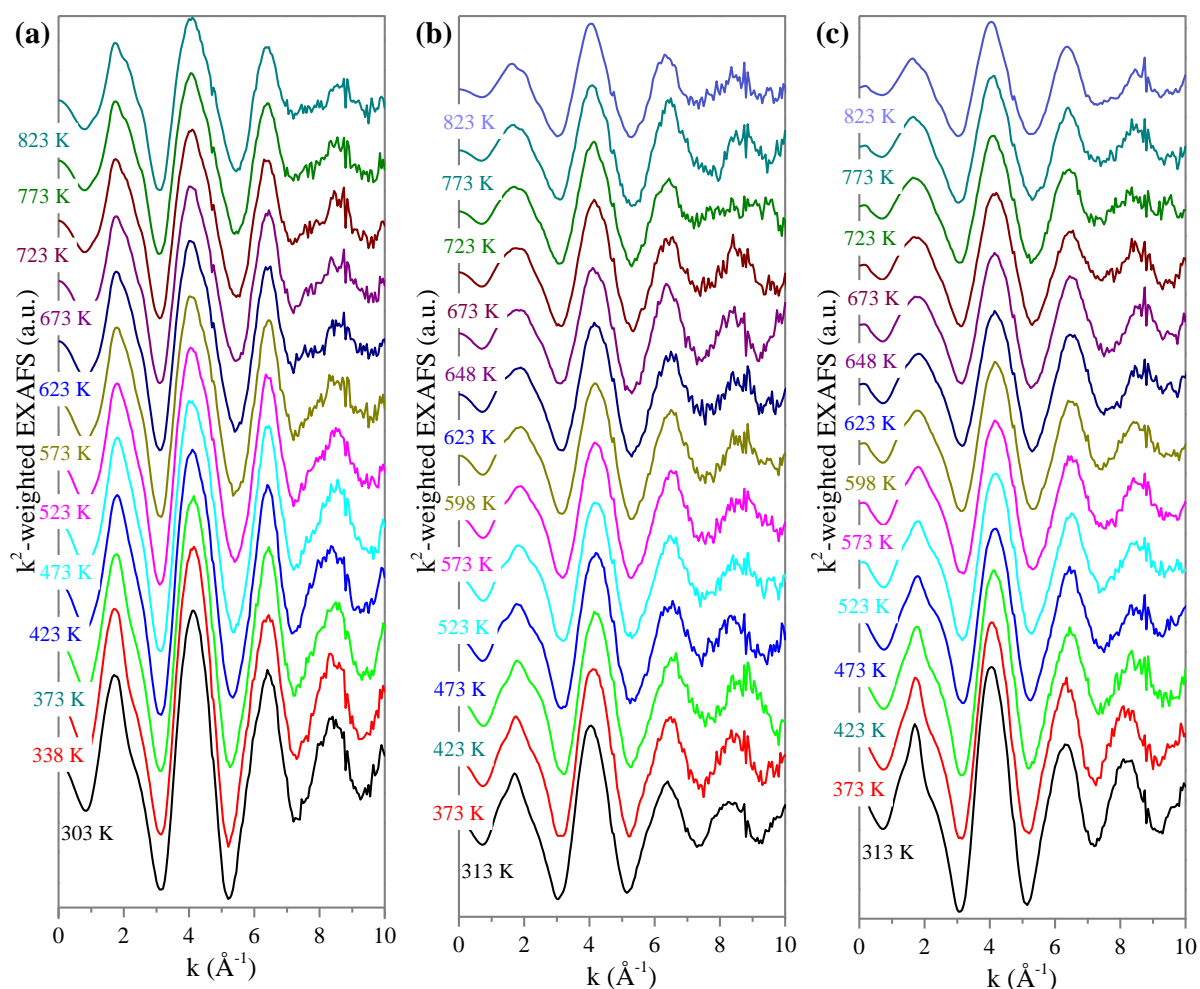 (a)
k²-weighted EXAFS (a.u.)
823 K
773 K
723 K
673 K
623 K
573 K
523 K
473 K
423 K
373 K
338 K
303 K
0 2 4 6 8 10
k (Å⁻¹)
(b)
k²-weighted EXAFS (a.u.)
823 K
773 K
723 K
673 K
648 K
623 K
598 K
573 K
523 K
473 K
423 K
373 K
313 K
0 2 4 6 8 10
k (Å⁻¹)
(c)
k²-weighted EXAFS (a.u.)
823 K
773 K
723 K
673 K
648 K
623 K
598 K
573 K
523 K
473 K
423 K
373 K
313 K
0 2 4 6 8 10
k (Å⁻¹)